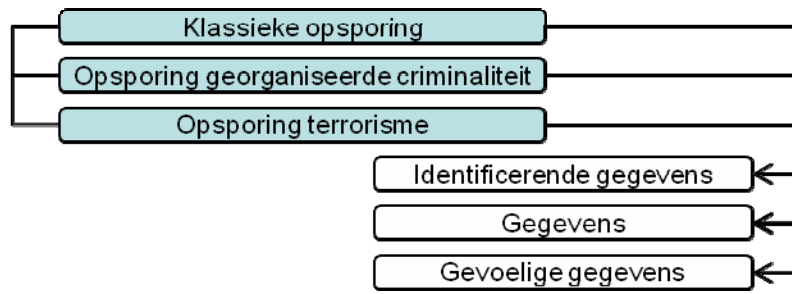 Klassieke opsporing
Opsporing georganiseerde criminaliteit
Opsporing terrorisme
Identificerende gegevens
Gegevens
Gevoelige gegevens